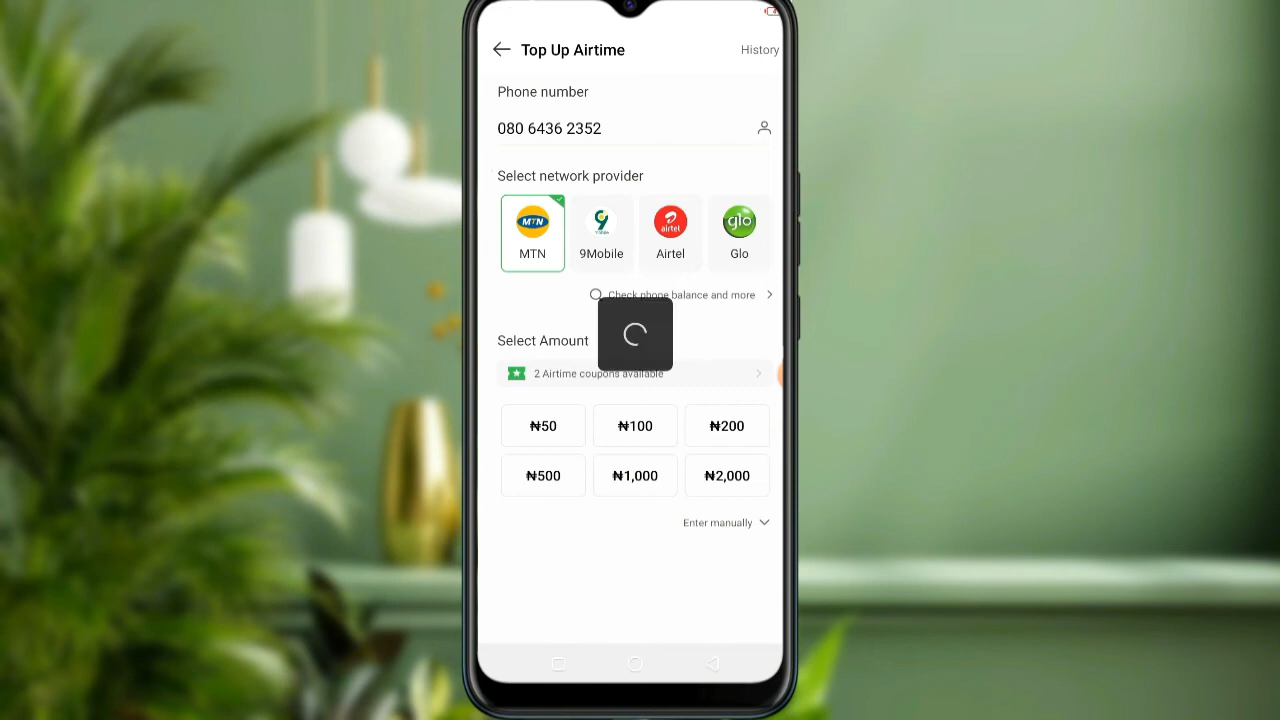 Top Up Airtime
History
Phone number
080 6436 2352
Select network provider
MTN
9
airtel
glo
MTN
9Mobile
Airtel
Glo
Check phone balance and more
Select Amount
2 Airtime coupons available
₦50
₦100
₦200
₦500
₦1,000
₦2,000
Enter manually